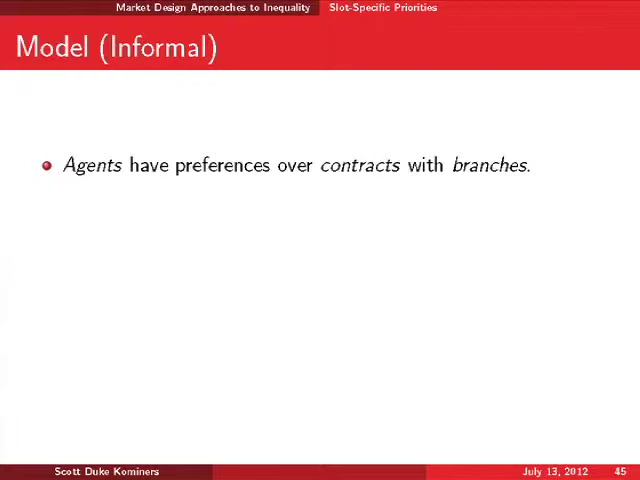 Market Design Approaches to Inequality Slot-Specific Priorities
Model (Informal)
Agents have preferences over contracts with branches.
Scott Duke Kominers July 13, 2012 45